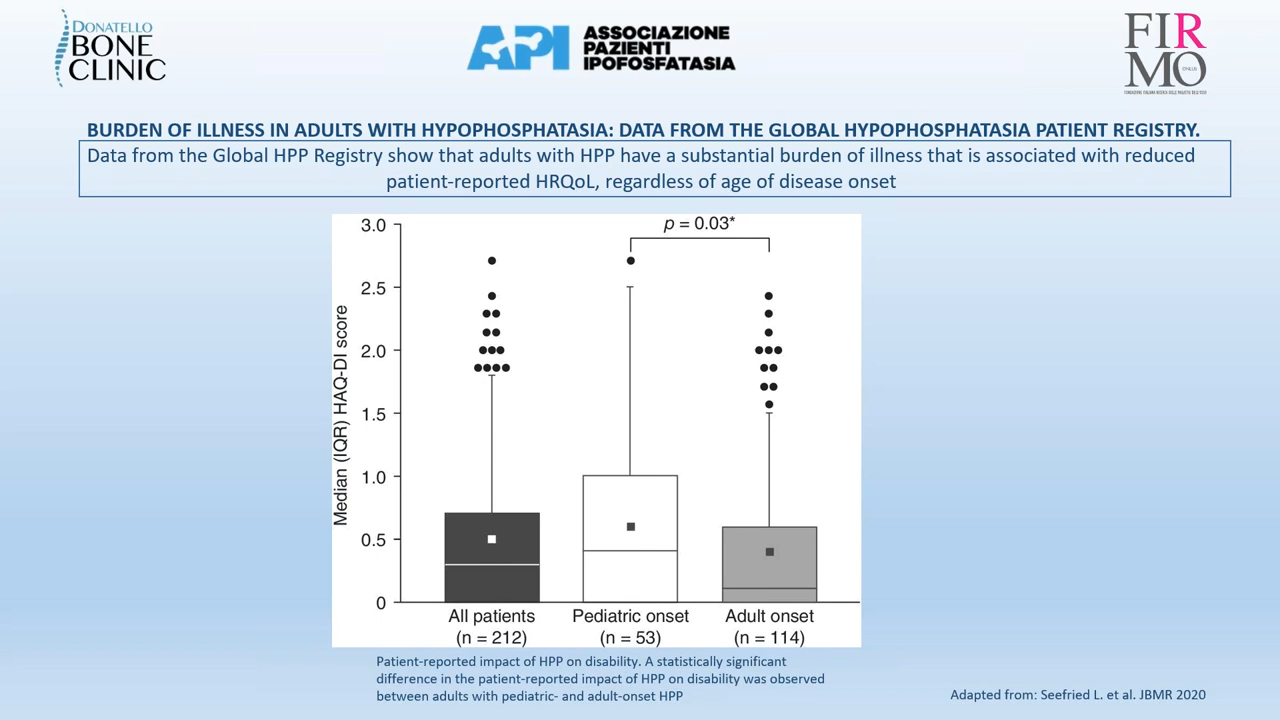 DONATELLO
BONE
CLINIC
API
ASSOCIAZIONE
PAZIENTI
IPOFOSFATASIA
FIR
MO
BURDEN OF ILLNESS IN ADULTS WITH HYPOPHOSPHATASIA: DATA FROM THE GLOBAL HYPOPHOSPHATASIA PATIENT REGISTRY.
Data from the Global HPP Registry show that adults with HPP have a substantial burden of illness that is associated with reduced
patient-reported HRQoL, regardless of age of disease onset
p = 0.03*
Median (IQR) HAQ-DI score
3.0
2.5
2.0
1.5
1.0
0.5
0
All patients
(n = 212)
Pediatric onset
(n = 53)
Adult onset
(n = 114)
Patient-reported impact of HPP on disability. A statistically significant
difference in the patient-reported impact of HPP on disability was observed
between adults with pediatric- and adult-onset HPP
Adapted from: Seefried L. et al. JBMR 2020